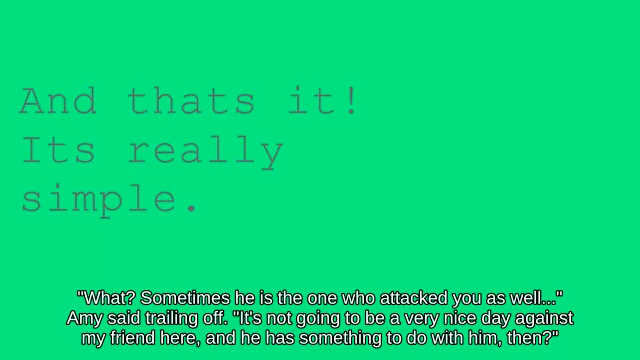 And thats it!
Its really
simple.
"What? Sometimes he is the one who attacked you as well..."
Amy said trailing off. "It's not going to be a very nice day against
my friend here, and he has something to do with him, then?"